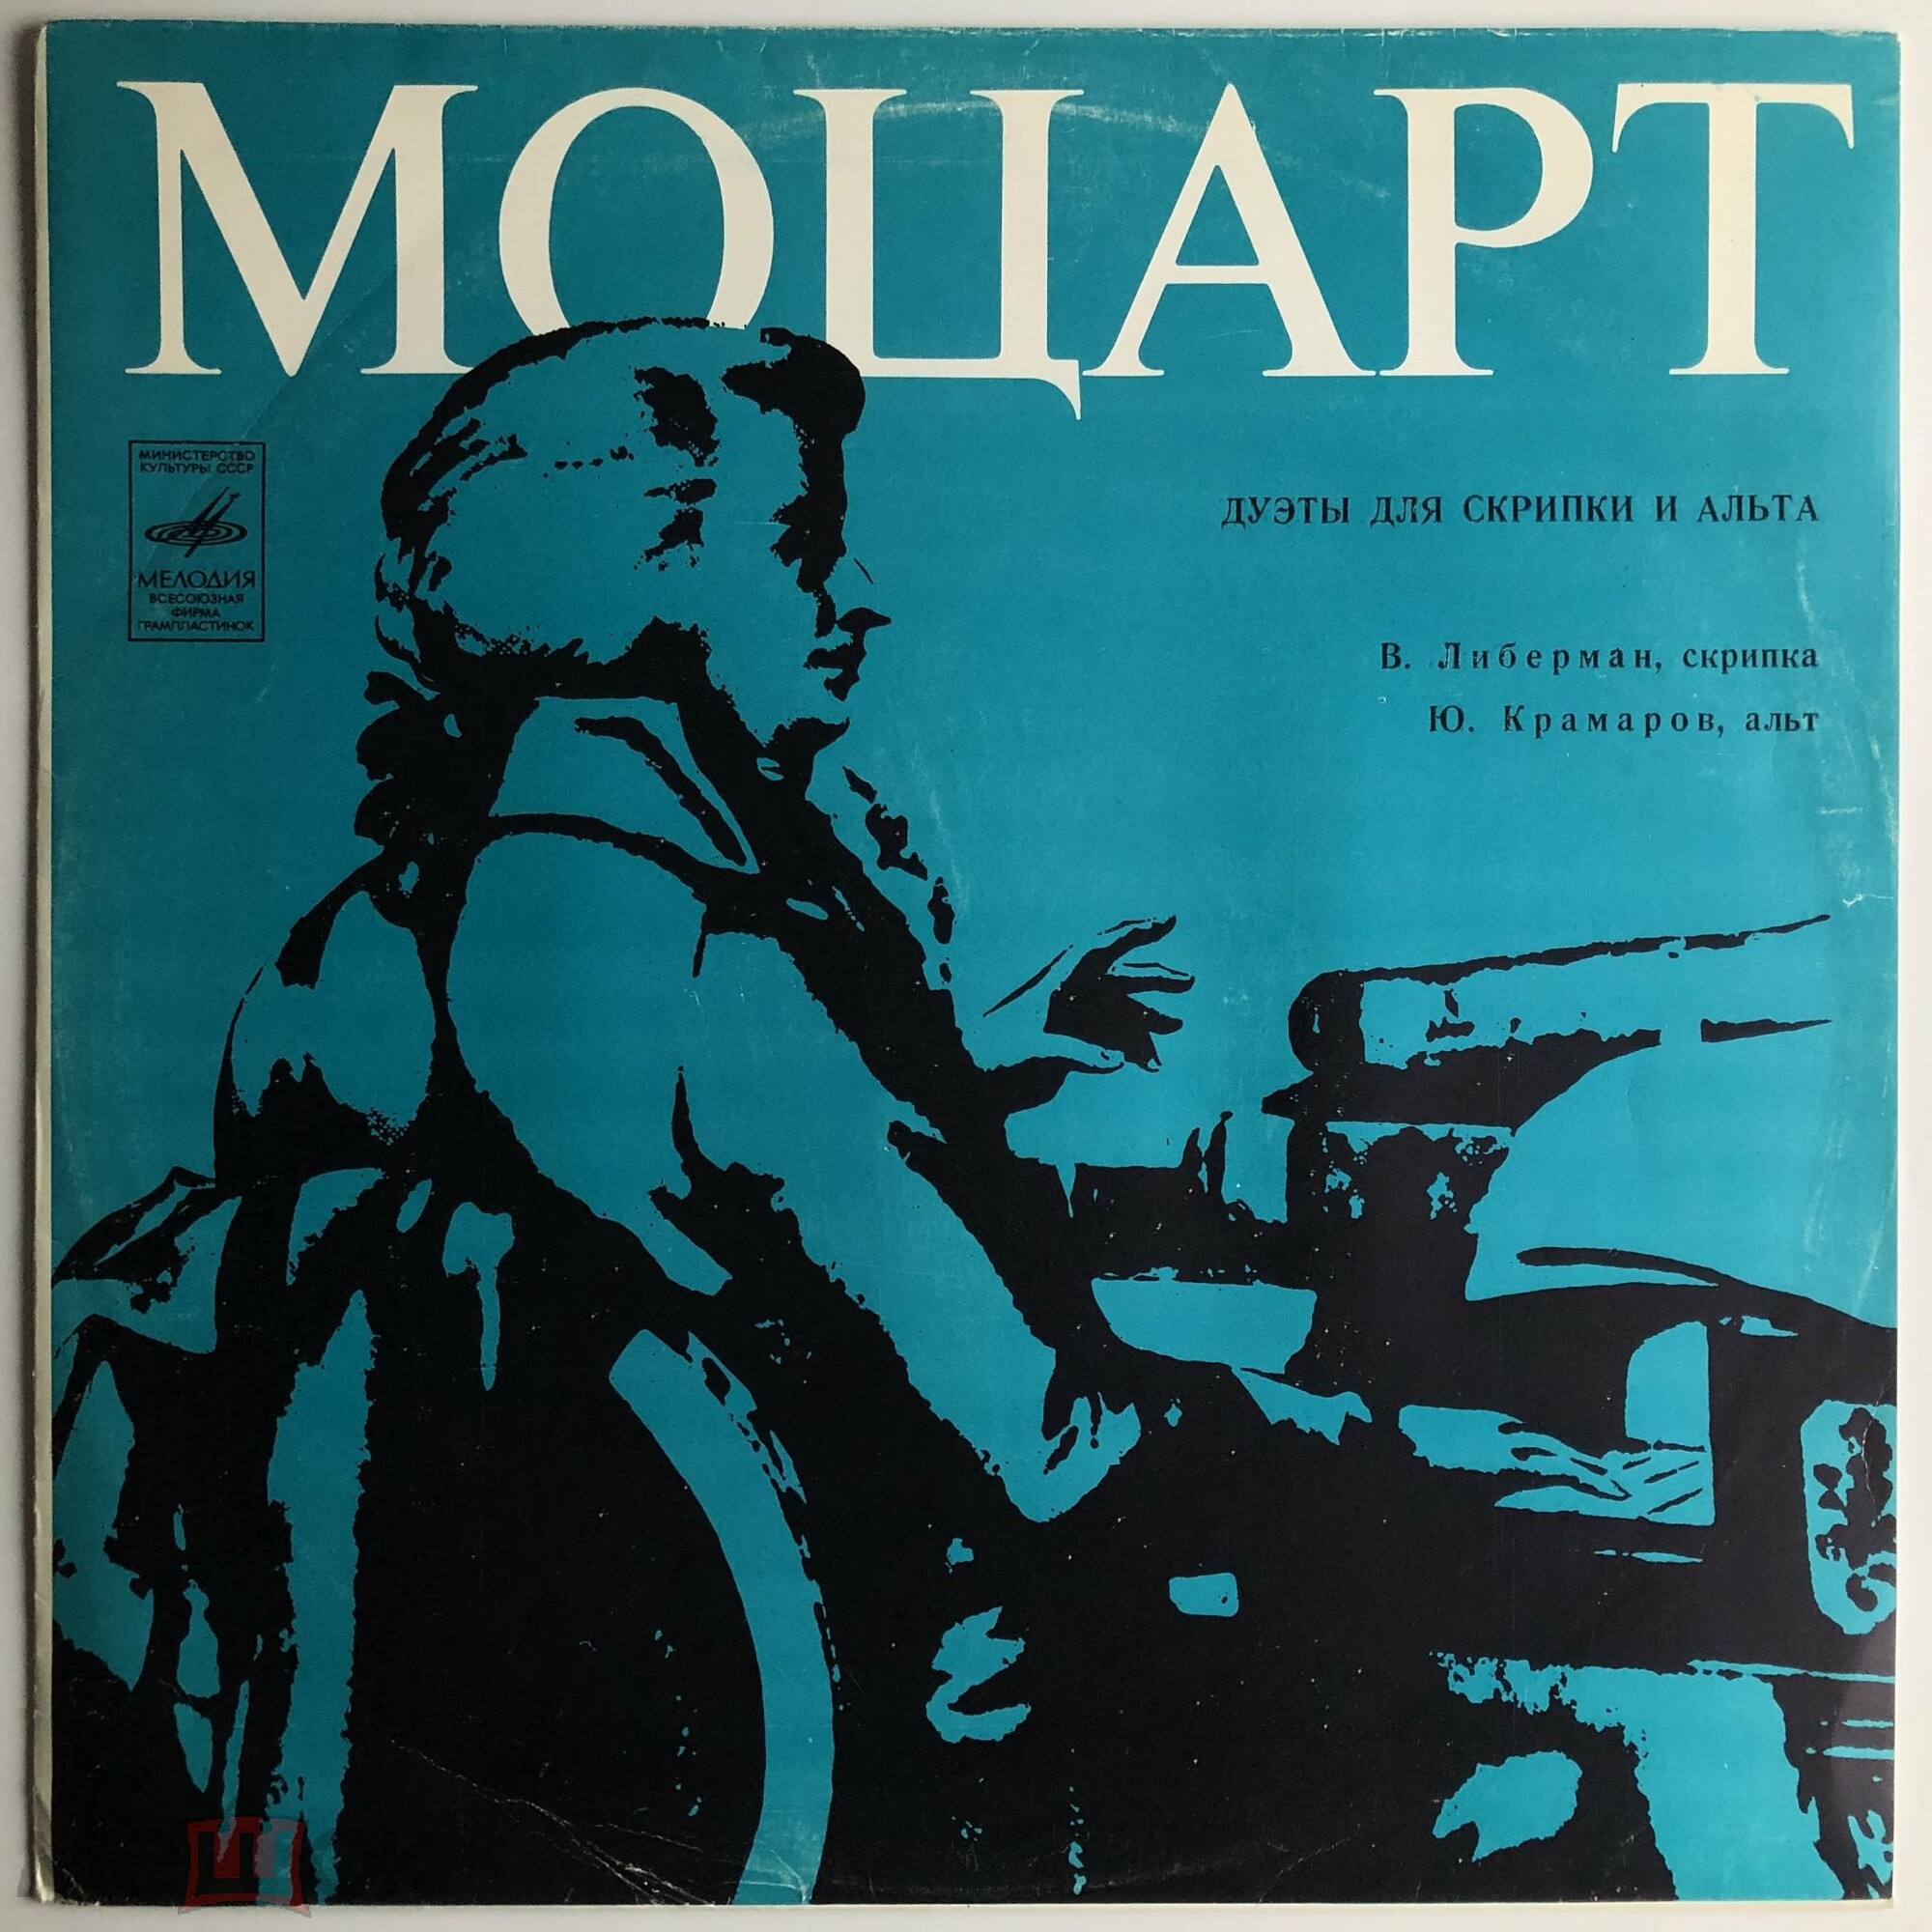 МОЦАРТ
МИНИСТЕРСТВО
КУЛЬТУРЫ СССР
МЕЛОДИЯ
ВСЕСОЮЗНАЯ
ФИРМА
ГРАМПЛАСТИНОК
ДУЭТЫ ДЛЯ СКРИПКИ И АЛЬТА
В. Либерман, скрипка
Ю. Крамаров, альт